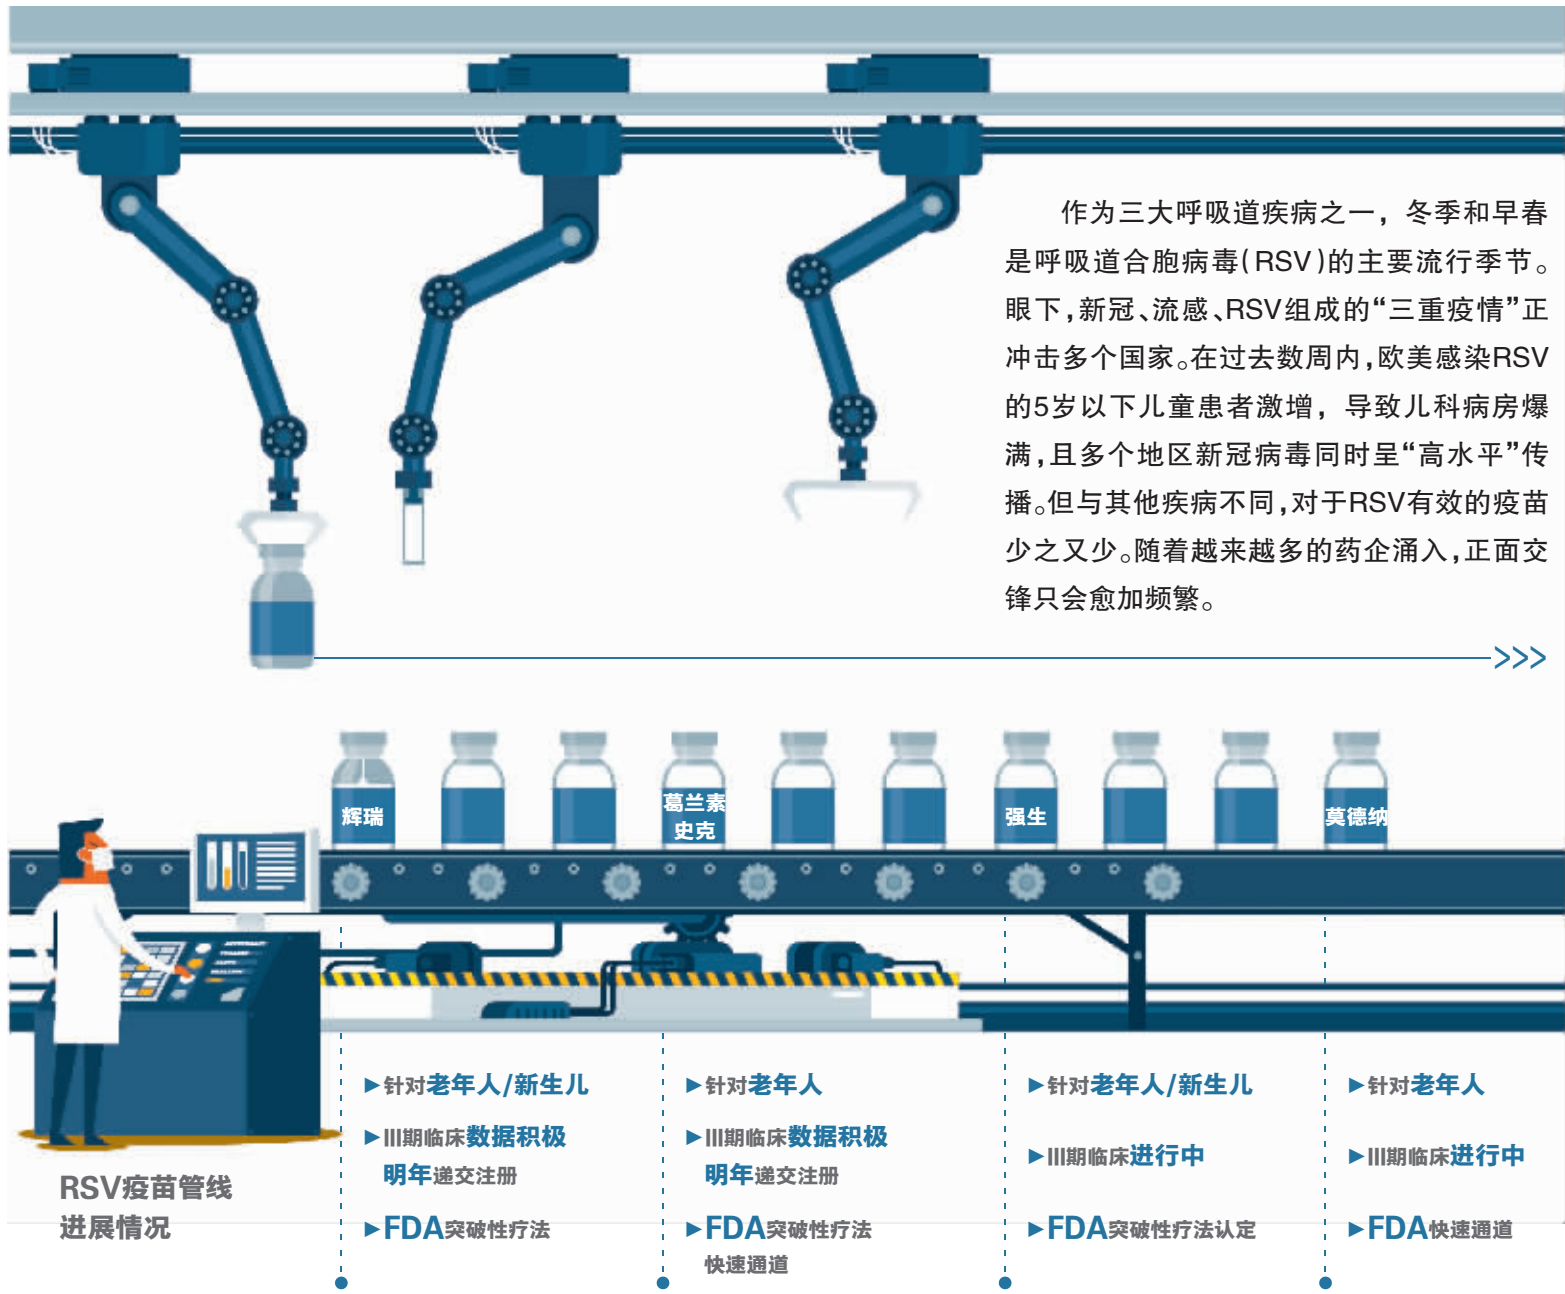 作为三大呼吸道疾病之一，冬季和早春
是呼吸道合胞病毒(RSV)的主要流行季节。
眼下，新冠、流感、RSV组成的“三重疫情”正
冲击多个国家。在过去数周内，欧美感染RSV
的5岁以下儿童患者激增，导致儿科病房爆
满，且多个地区新冠病毒同时呈“高水平”传
播。但与其他疾病不同，对于RSV有效的疫苗
少之又少。随着越来越多的药企涌入，正面交
锋只会愈加频繁。
>>>
辉瑞
葛兰素
史克
强生
莫德纳
RSV疫苗管线
进展情况
▶针对老年人/新生儿
▶III期临床数据积极
明年递交注册
▶FDA突破性疗法
▶针对老年人
▶III期临床数据积极
明年递交注册
▶FDA突破性疗法
快速通道
▶针对老年人/新生儿
▶III期临床进行中
▶FDA突破性疗法认定
▶针对老年人
▶III期临床进行中
▶FDA快速通道